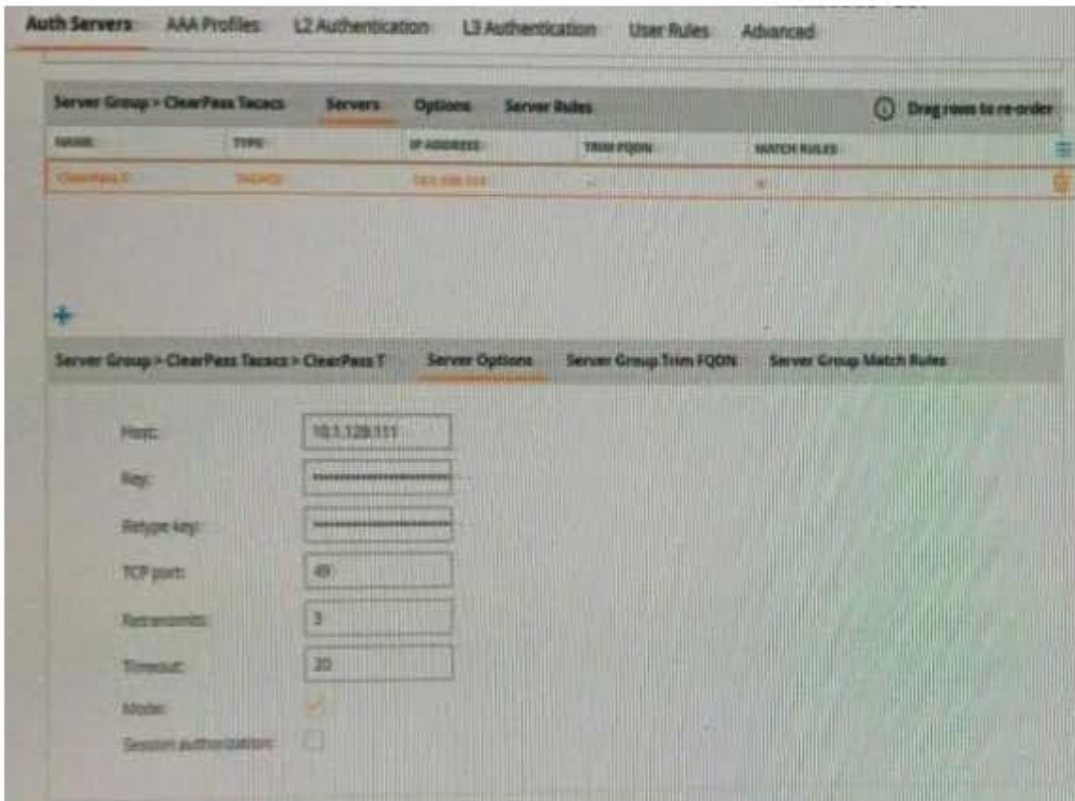 Auth Servers AAA Profiles L2 Authentication L3 Authentication User Rules Advanced
Server Group > ClearPass Tacacs Servers Options Server Rules Drag rows to re-order
NAME TYPE IP ADDRESS TRIM FQDN MATCH RULES
ClearPass T TACACS
Server Group > ClearPass Tacacs > ClearPass T Server Options Server Group Trim FQDN Server Group Match Rules
Host: 10.1.129.111
Key:
Retype key:
TCP port: 49
Retransmits: 3
Timeout: 20
Mode:
Session authorization: